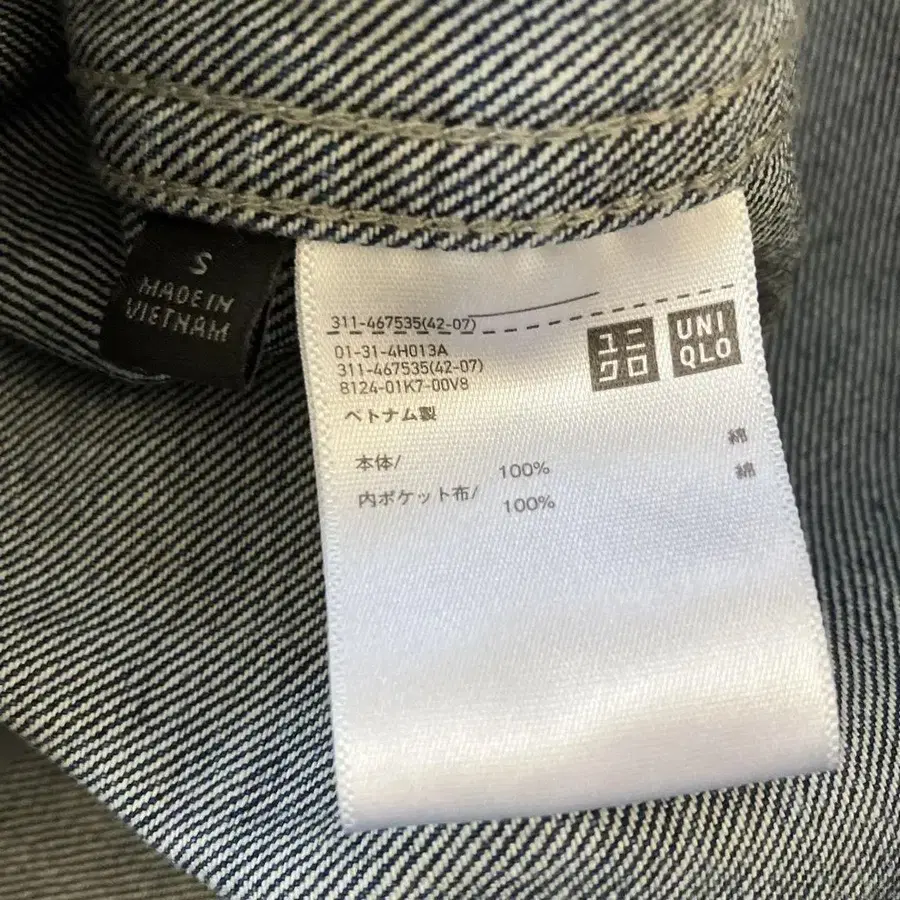 S
MADE IN
VIETNAM
311-467535(42-07)
01-31-4H013A
311-467535(42-07)
8124-01K7-00V8
ユニ
クロ
UNI
QLO
ベトナム製
本体/ 100% 綿
内ポケット布/ 100% 綿